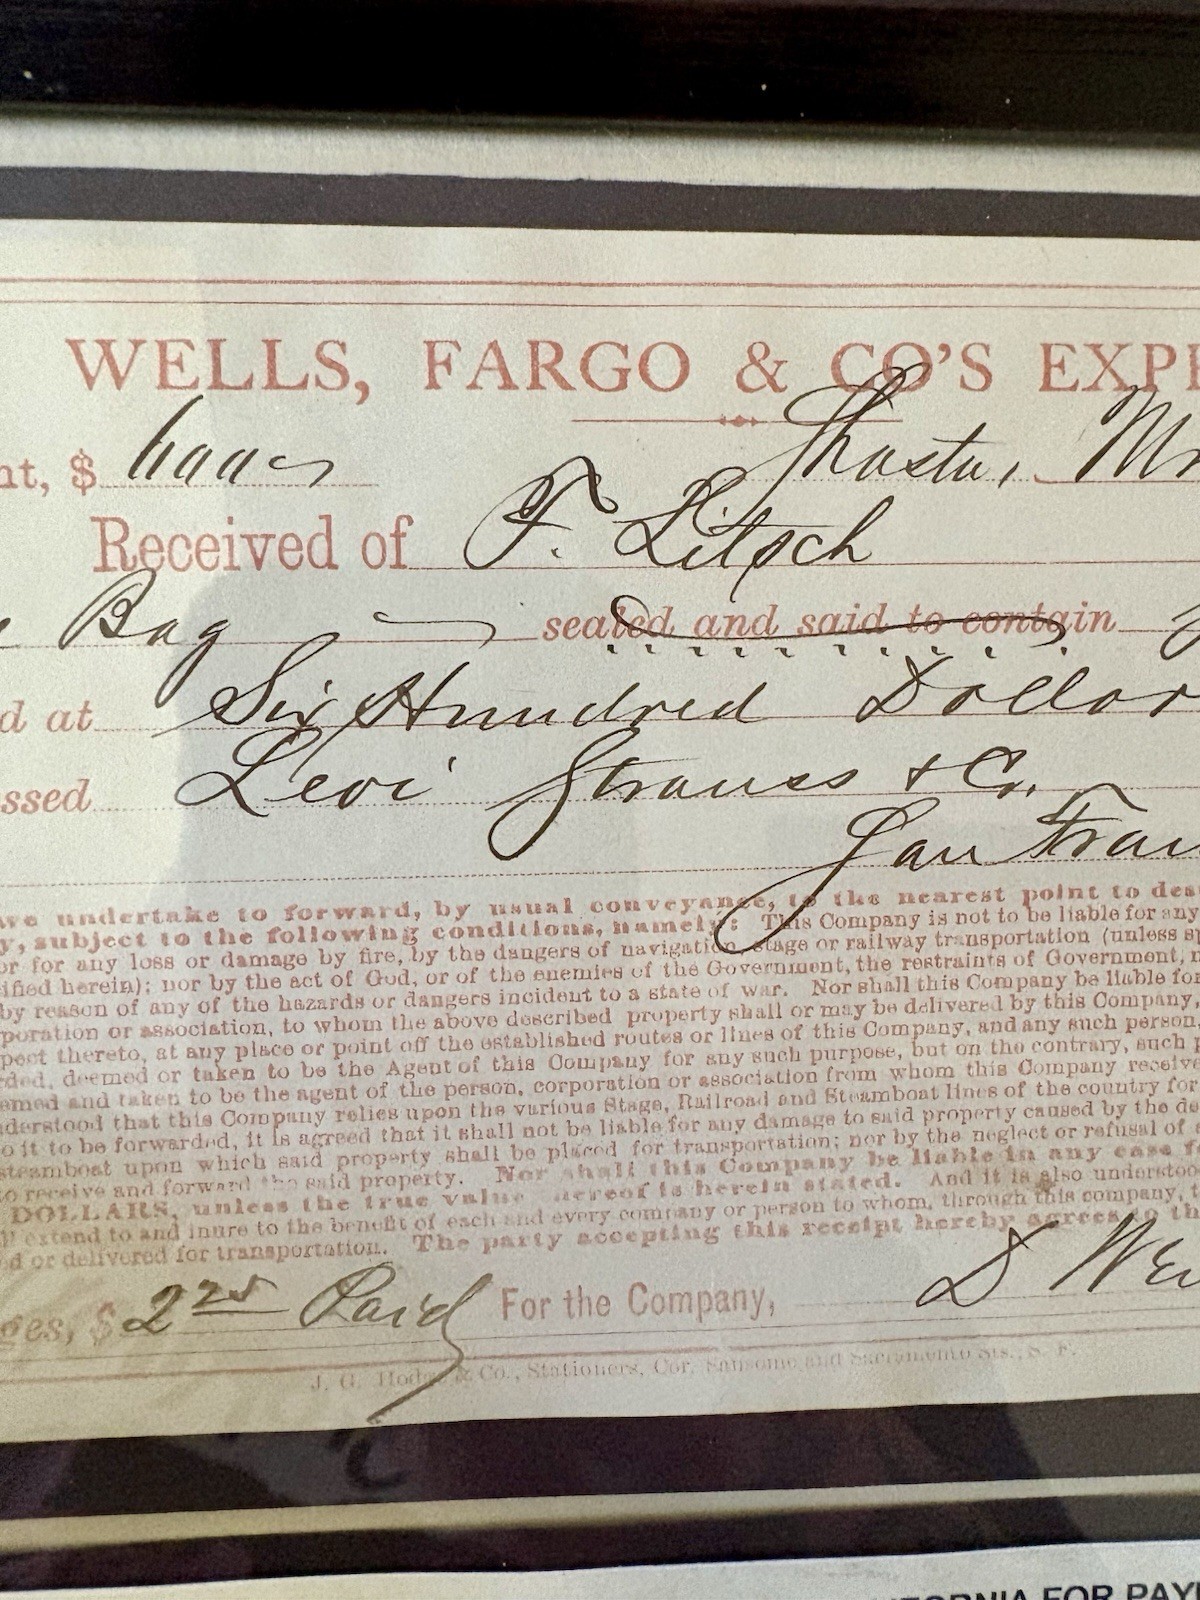 WELLS, FARGO & CO'S EXP
nt, $ 600 Shasta, M
Received of F. Litsch
Bag sealed and said to contain
d at Six Hundred Dollar
ssed Levi Strauss & Co.
San Fran
we undertake to forward, by usual conveyance, to the nearest point to des
y, subject to the following conditions, namely: This Company is not to be liable for any
or for any loss or damage by fire, by the dangers of navigation, stage or railway transportation (unless sp
ified herein); nor by the act of God, or of the enemies of the Government, the restraints of Government, n
by reason of any of the hazards or dangers incident to a state of war. Nor shall this Company be liable for
poration or association, to whom the above described property shall or may be delivered by this Company,
pect thereto, at any place or point off the established routes or lines of this Company, and any such person,
rded, deemed or taken to be the Agent of this Company for any such purpose, but on the contrary, such p
emed and taken to be the agent of the person, corporation or association from whom this Company receive
derstood that this Company relies upon the various Stage, Railroad and Steamboat lines of the country for
o it to be forwarded, it is agreed that it shall not be liable for any damage to said property caused by the de
steamboat upon which said property shall be placed for transportation; nor by the neglect or refusal of
to receive and forward the said property. Nor shall this Company be liable in any case f
DOLLARS, unless the true value hereof is herein stated. And it is also understoo
ll extend to and inure to the benefit of each and every company or person to whom, through this company, t
d or delivered for transportation. The party accepting this receipt hereby agrees to th
ges, $ 2 25 Paid For the Company, D W
J. G. Hodge & Co., Stationers, Cor. Sansome and Sacramento Sts., S. F.
FORNIA FOR PAY